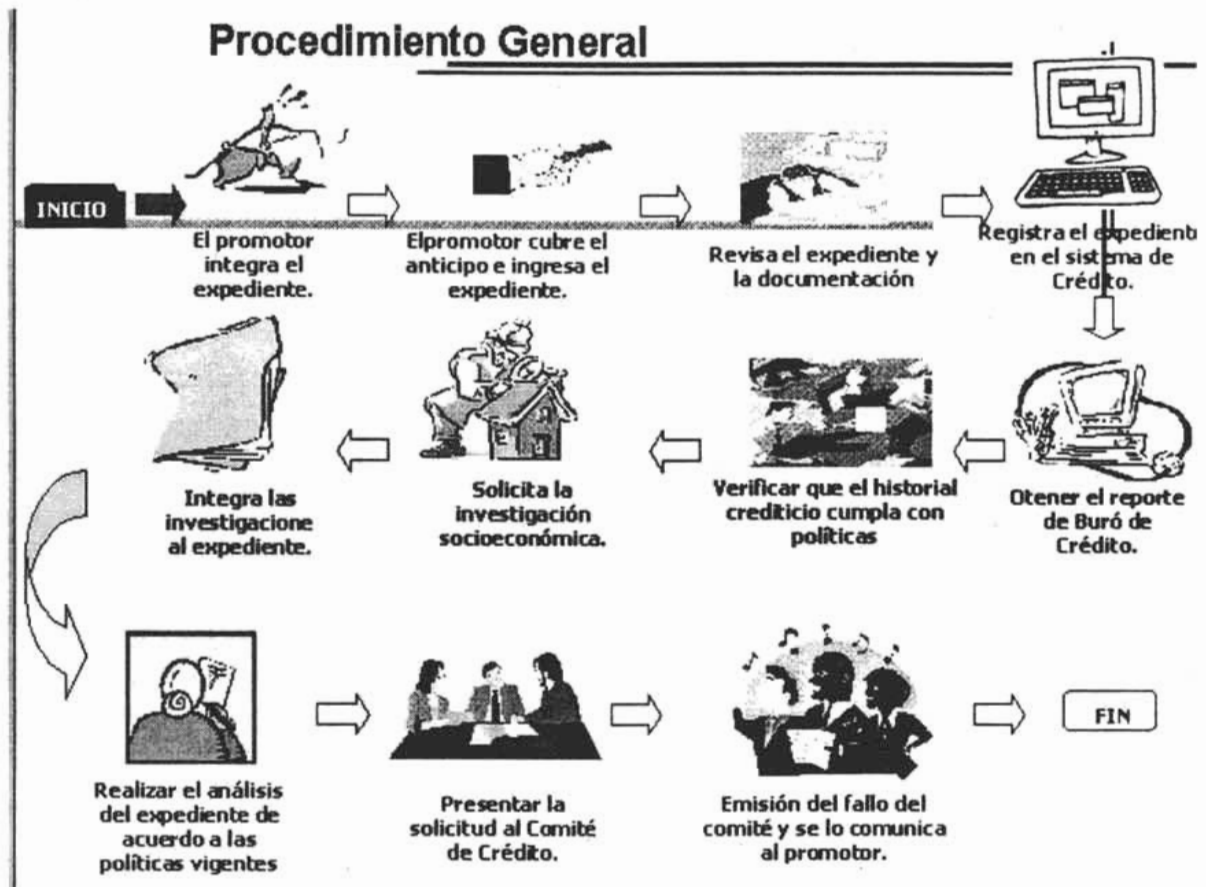 Procedimiento General
INICIO
El promotor
integra el
expediente.
Elpromotor cubre el
anticipo e ingresa el
expediente.
Revisa el expediente y
la documentación
Registra el expedient
en el sistema de
Crédito.
Otener el reporte
de Buró de
Crédito.
Verificar que el historial
crediticio cumpla con
políticas
Solicita la
investigación
socioeconómica.
Integra las
investigacione
al expediente.
Realizar el análisis
del expediente de
acuerdo a las
políticas vigentes
Presentar la
solicitud al Comité
de Crédito.
Emisión del fallo del
comité y se lo comunica
al promotor.
FIN